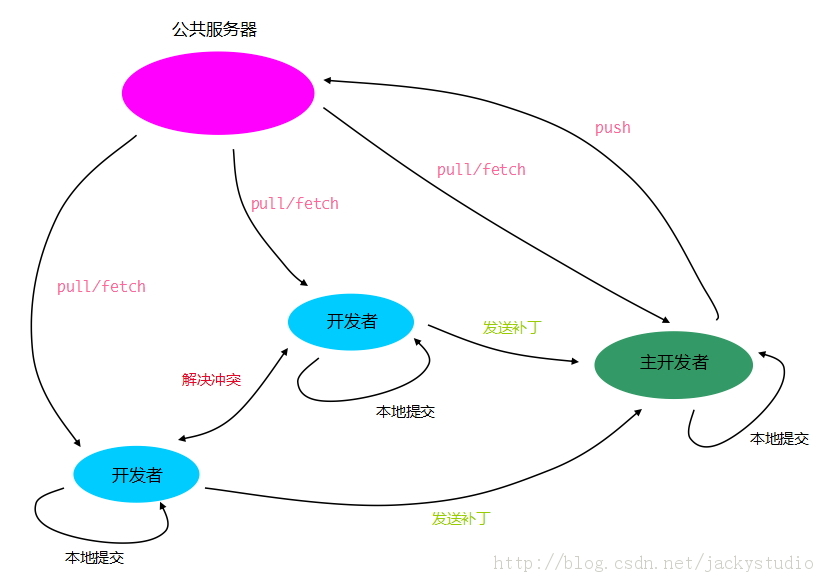 公共服务器
push
pull/fetch
pull/fetch
pull/fetch
开发者
发送补丁
主开发者
解决冲突
本地提交
本地提交
开发者
发送补丁
本地提交
http://blog.csdn.net/jackystudio